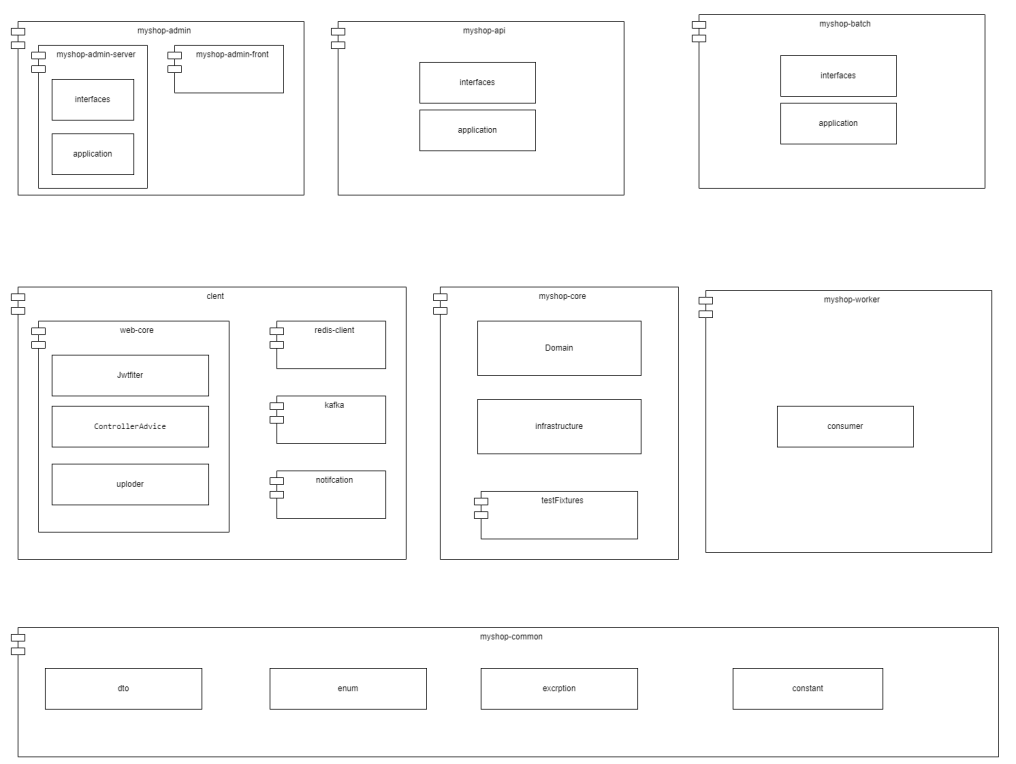 myshop-admin
myshop-admin-server
myshop-admin-front
interfaces
application
myshop-api
interfaces
application
myshop-batch
interfaces
application
clent
web-core
Jwtfiter
ControllerAdvice
uploder
redis-client
kafka
notifcation
myshop-core
Domain
infrastructure
testFixtures
myshop-worker
consumer
myshop-common
dto
enum
excrption
constant